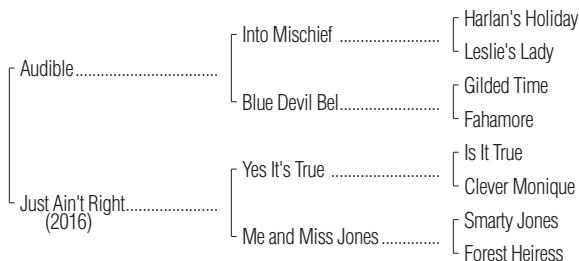 Harlan's Holiday
Into Mischief ....................
Leslie's Lady
Audible.............................
Gilded Time
Blue Devil Bel....................
Fahamore
Is It True
Yes It's True ......................
Clever Monique
Just Ain't Right...................
(2016)
Smarty Jones
Me and Miss Jones............
Forest Heiress